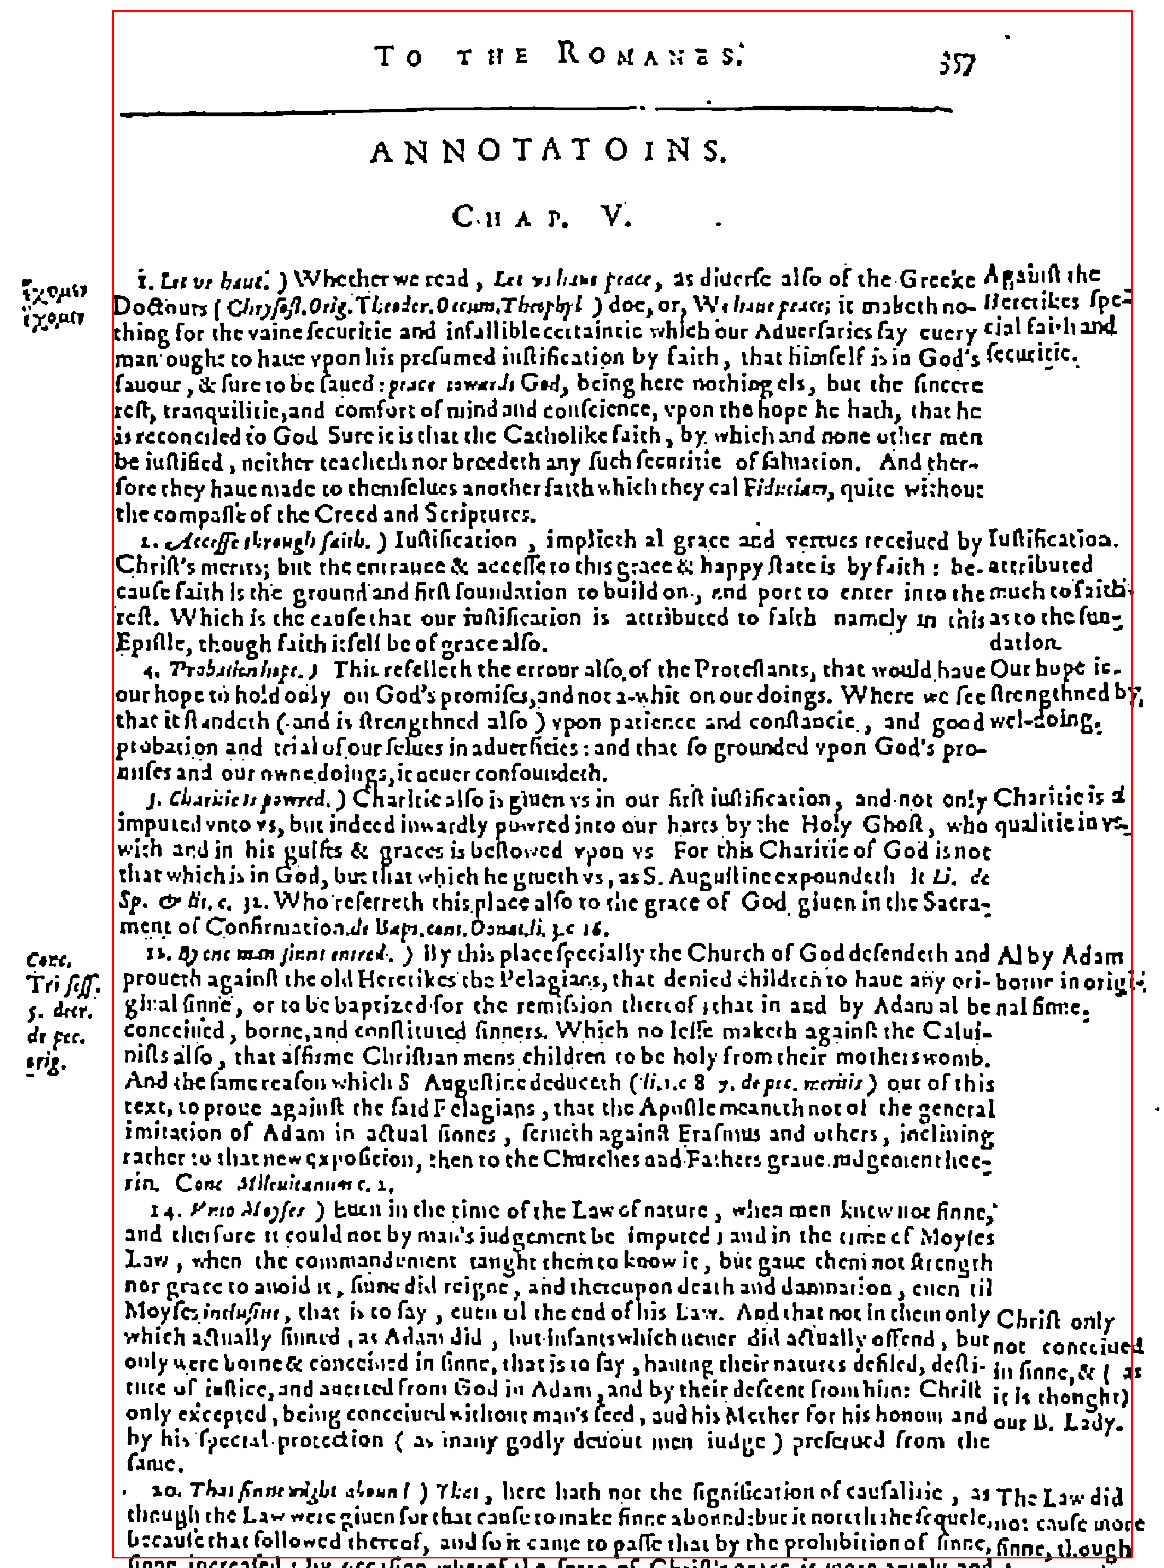 TO THE ROMANES.
357
ANNOTATOINS.
CHAP. V.
1. Let vs haue. ) Whether we read, Let vs haue peace, as diuerse also of the Greeke
Doctours ( Chrysost. Orig. Theodor. Oecum. Theophyl ) doe, or, We haue peace; it maketh no-
thing for the vaine securitie and infallible certaintie which our Aduersaries say euery
man ought to haue vpon his presumed iustification by faith, that himself is in God's
fauour, & sure to be saued: peace towards God, being here nothing els, but the sincere
rest, tranquilitie, and comfort of mind and conscience, vpon the hope he hath, that he
is reconciled to God Sure it is that the Catholike faith, by which and none other men
be iustified, neither teacheth nor breedeth any such securitie of saluation. And ther-
fore they haue made to themselues another faith which they cal Fiduciam, quite without
the compasse of the Creed and Scriptures.
Against the
Heretikes spe-
cial faith and
securitie.
ἔχομεν
ἔχωμεν
2. Accesse through faith. ) Iustification, implieth al grace and vertues receiued by
Christ's merits; but the entrance & accesse to this grace & happy state is by faith: be-
cause faith is the ground and first foundation to build on, and port to enter into the
rest. Which is the cause that our iustification is attributed to faith namely in this
Epistle, though faith itself be of grace also.
Iustification.
attributed
much to faith
as to the fun-
dation.
4. Probation hope. ) This refelleth the errour also of the Protestants, that would haue
our hope to hold only on God's promises, and not a-whit on our doings. Where we see
that it standeth ( and is strengthned also ) vpon patience and constancie, and good
probation and trial of our selues in aduersities: and that so grounded vpon God's pro-
mises and our owne doings, it neuer confoundeth.
Our hope is
strengthned by
wel-doing.
5. Charitie is powred. ) Charitie also is giuen vs in our first iustification, and not only
imputed vnto vs, but indeed inwardly powred into our harts by the Holy Ghost, who
with and in his guifts & graces is bestowed vpon vs For this Charitie of God is not
that which is in God, but that which he giueth vs, as S. Augustine expoundeth it Li. de
Sp. & lit. c. 32. Who referreth this place also to the grace of God giuen in the Sacra-
ment of Confirmation. de Bapt. cont. Donat. li. 3. c 16.
Charitie is a
qualitie in vs.
12. By one man sinne entred. ) By this place specially the Church of God defendeth and
proueth against the old Heretikes the Pelagians, that denied children to haue any ori-
ginal sinne, or to be baptized for the remission thereof; that in and by Adam al be
conceiued, borne, and constituted sinners. Which no lesse maketh against the Calui-
nists also, that affirme Christian mens children to be holy from their mothers womb.
And the same reason which S Augustine deduceth ( li. 1. c 8 9. de pec. meritis ) out of this
text, to proue against the said Pelagians, that the Apostle meaneth not of the general
imitation of Adam in actual sinnes, serueth against Erasmus and others, inclining
rather to that new exposition, then to the Churches and Fathers graue iudgement her-
rin. Conc Mileuitanum c. 2.
Al by Adam
borne in origi-
nal sinne.
Conc.
Tri sess.
5. decr.
de pec.
orig.
14. Vnto Moyses ) Euen in the time of the Law of nature, when men knew not sinne,
and therfore it could not by man's iudgement be imputed; and in the time of Moyses
Law, when the commandement taught them to know it, but gaue them not strength
nor grace to auoid it, sinne did reigne, and thereupon death and damnation, euen til
Moyses inclusiue, that is to say, euen til the end of his Law. And that not in them only
which actually sinned, as Adam did, but infants which neuer did actually offend, but
only were borne & conceiued in sinne, that is to say, hauing their natures defiled, desti-
tute of iustice, and auerted from God in Adam, and by their descent from him: Christ
only excepted, being conceiued without man's seed, and his Mother for his honour and
by his special protection ( as many godly deuout men iudge ) preserued from the
same.
Christ only
not conceiued
in sinne, & ( as
it is thought)
our B. Lady.
20. That sinne might abound ) That, here hath not the signification of causalitie, as
though the Law were giuen for that cause to make sinne abound: but it noteth the sequele,
because that followed thereof, and so it came to passe that by the prohibition of sinne,
sinne increased: by occasion whereof the
The Law did
not cause more
sinne, though